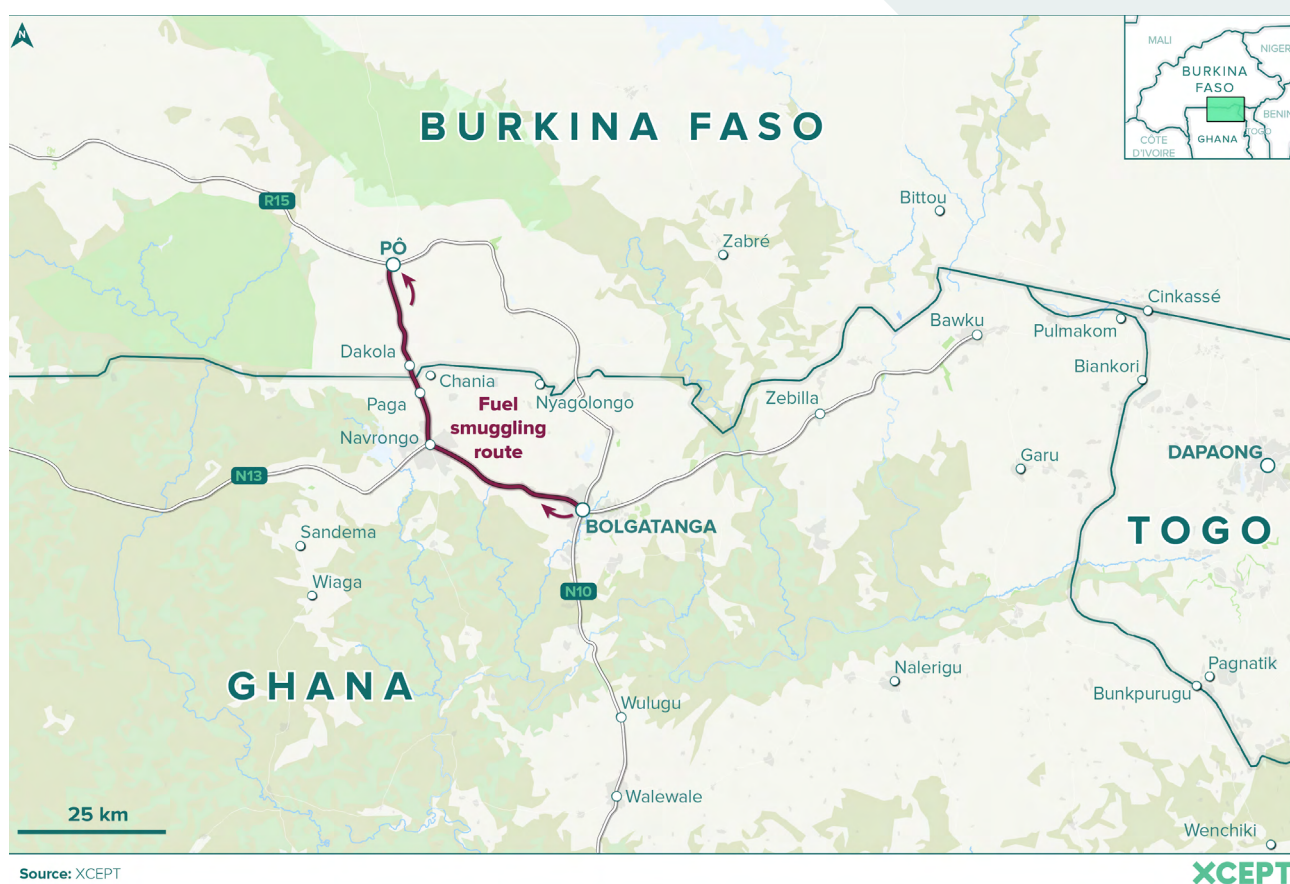 N
BURKINA FASO
MALI
NIGER
BURKINA
FASO
BENIN
TOGO
GHANA
CÔTE
D'IVOIRE
R15
Bittou
PÔ
Zabré
Cinkassé
Bawku
Pulmakom
Dakola
Biankori
Chania
Paga
Nyagolongo
Zebilla
Fuel
smuggling
route
Navrongo
Garu
DAPAONG
N13
BOLGATANGA
TOGO
Sandema
Wiaga
N10
GHANA
Nalerigu
Pagnatik
Bunkpurugu
Wulugu
Walewale
25 km
Wenchiki
Source: XCEPT
XCEPT